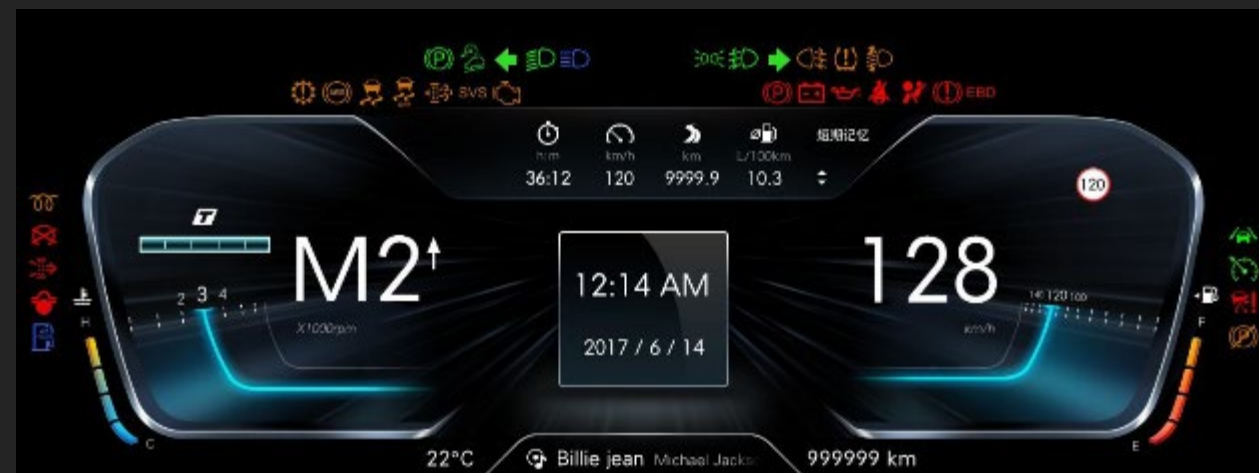 SVS
EBD
h:m km/h km L/100km 短期记忆
36:12 120 9999.9 10.3
120
T
M2
128
12:14 AM
2017 / 6 / 14
2 3 4
140 120 100
X1000rpm
km/h
H
F
C
E
22°C
Billie jean Michael Jacks
999999 km